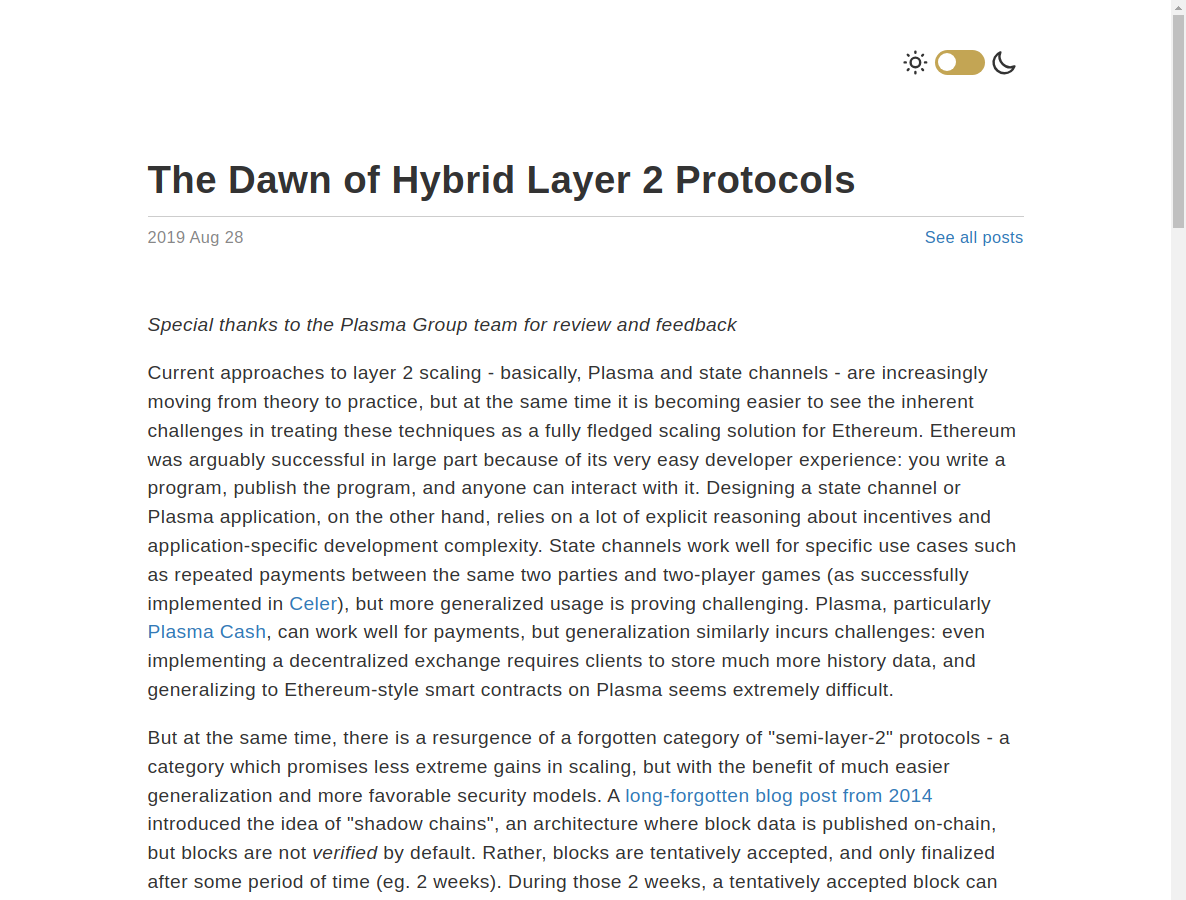 The Dawn of Hybrid Layer 2 Protocols
2019 Aug 28
See all posts
Special thanks to the Plasma Group team for review and feedback
Current approaches to layer 2 scaling - basically, Plasma and state channels - are increasingly
moving from theory to practice, but at the same time it is becoming easier to see the inherent
challenges in treating these techniques as a fully fledged scaling solution for Ethereum. Ethereum
was arguably successful in large part because of its very easy developer experience: you write a
program, publish the program, and anyone can interact with it. Designing a state channel or
Plasma application, on the other hand, relies on a lot of explicit reasoning about incentives and
application-specific development complexity. State channels work well for specific use cases such
as repeated payments between the same two parties and two-player games (as successfully
implemented in Celer), but more generalized usage is proving challenging. Plasma, particularly
Plasma Cash, can work well for payments, but generalization similarly incurs challenges: even
implementing a decentralized exchange requires clients to store much more history data, and
generalizing to Ethereum-style smart contracts on Plasma seems extremely difficult.
But at the same time, there is a resurgence of a forgotten category of "semi-layer-2" protocols - a
category which promises less extreme gains in scaling, but with the benefit of much easier
generalization and more favorable security models. A long-forgotten blog post from 2014
introduced the idea of "shadow chains", an architecture where block data is published on-chain,
but blocks are not verified by default. Rather, blocks are tentatively accepted, and only finalized
after some period of time (eg. 2 weeks). During those 2 weeks, a tentatively accepted block can